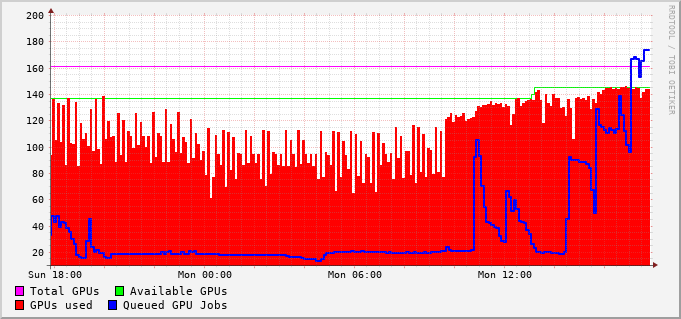 200
180
160
140
120
100
80
60
40
20
Sun 18:00 Mon 00:00 Mon 06:00 Mon 12:00
Total GPUs Available GPUs
GPUs used Queued GPU Jobs
RRDTOOL / TOBI OETIKER